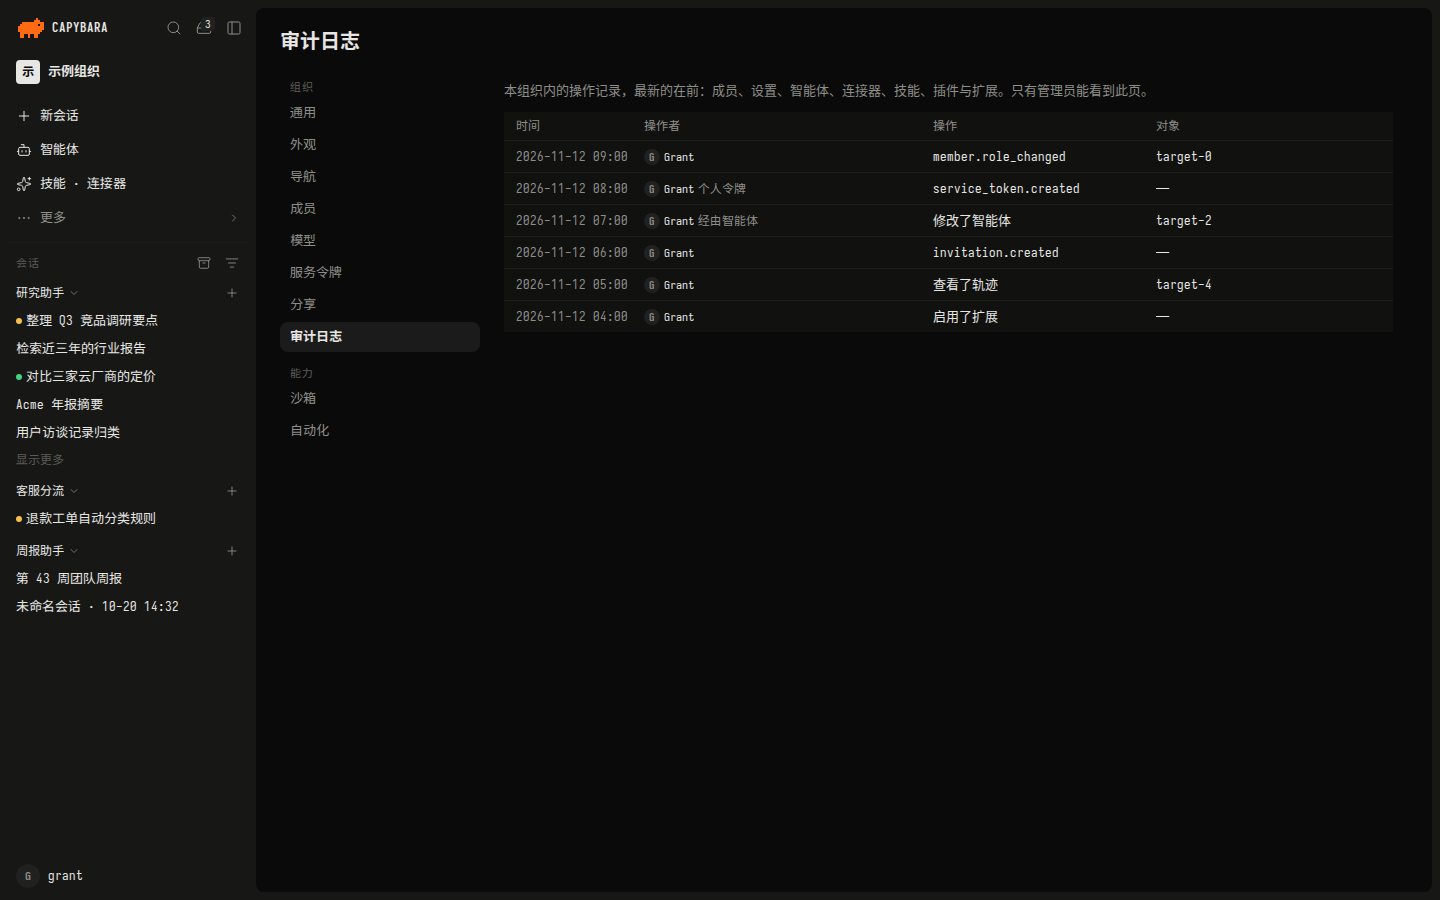 CAPYBARA
3
示 示例组织
新会话
智能体
技能 · 连接器
更多
会话
研究助手
整理 Q3 竞品调研要点
检索近三年的行业报告
对比三家云厂商的定价
Acme 年报摘要
用户访谈记录归类
显示更多
客服分流
退款工单自动分类规则
周报助手
第 43 周团队周报
未命名会话 · 10-20 14:32
G grant
审计日志
组织
通用
外观
导航
成员
模型
服务令牌
分享
审计日志
能力
沙箱
自动化
本组织内的操作记录，最新的在前：成员、设置、智能体、连接器、技能、插件与扩展。只有管理员能看到此页。
时间 操作者 操作 对象
2026-11-12 09:00 G Grant member.role_changed target-0
2026-11-12 08:00 G Grant 个人令牌 service_token.created —
2026-11-12 07:00 G Grant 经由智能体 修改了智能体 target-2
2026-11-12 06:00 G Grant invitation.created —
2026-11-12 05:00 G Grant 查看了轨迹 target-4
2026-11-12 04:00 G Grant 启用了扩展 —